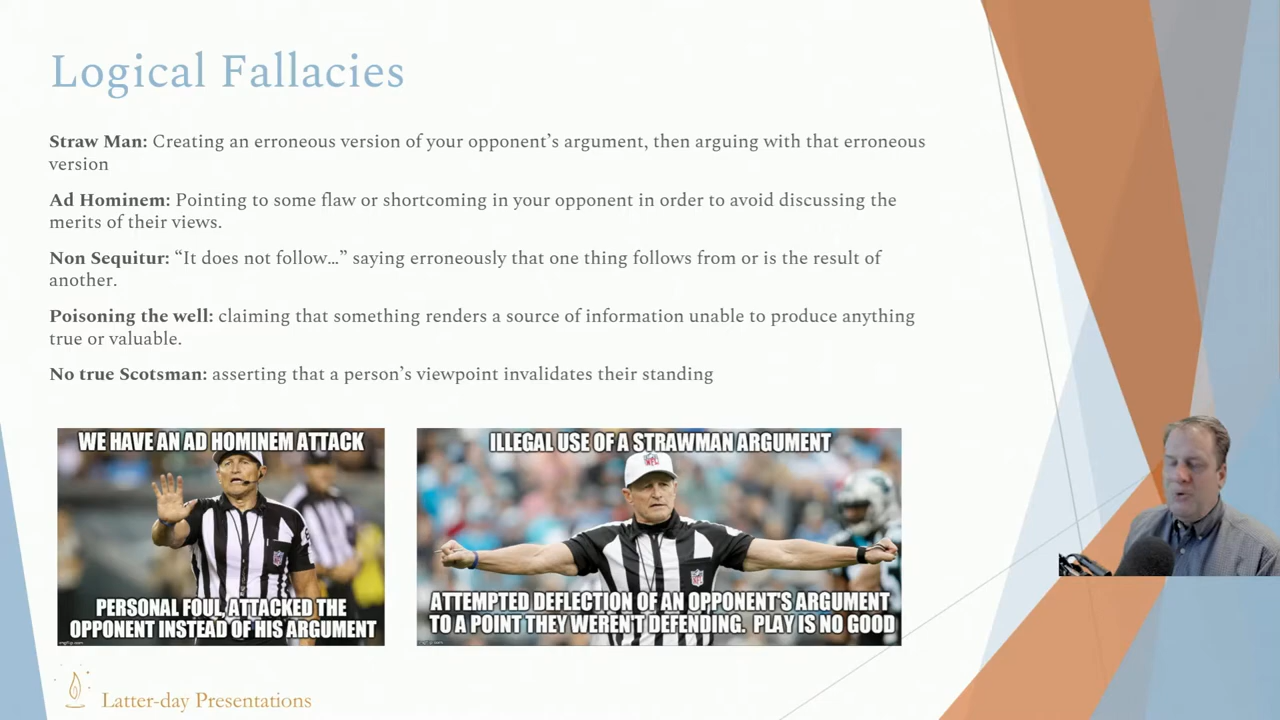 Logical Fallacies
Straw Man: Creating an erroneous version of your opponent’s argument, then arguing with that erroneous
version
Ad Hominem: Pointing to some flaw or shortcoming in your opponent in order to avoid discussing the
merits of their views.
Non Sequitur: “It does not follow…” saying erroneously that one thing follows from or is the result of
another.
Poisoning the well: claiming that something renders a source of information unable to produce anything
true or valuable.
No true Scotsman: asserting that a person’s viewpoint invalidates their standing
WE HAVE AN AD HOMINEM ATTACK
PERSONAL FOUL, ATTACKED THE
OPPONENT INSTEAD OF HIS ARGUMENT
ILLEGAL USE OF A STRAWMAN ARGUMENT
ATTEMPTED DEFLECTION OF AN OPPONENT'S ARGUMENT
TO A POINT THEY WEREN'T DEFENDING. PLAY IS NO GOOD
Latter-day Presentations